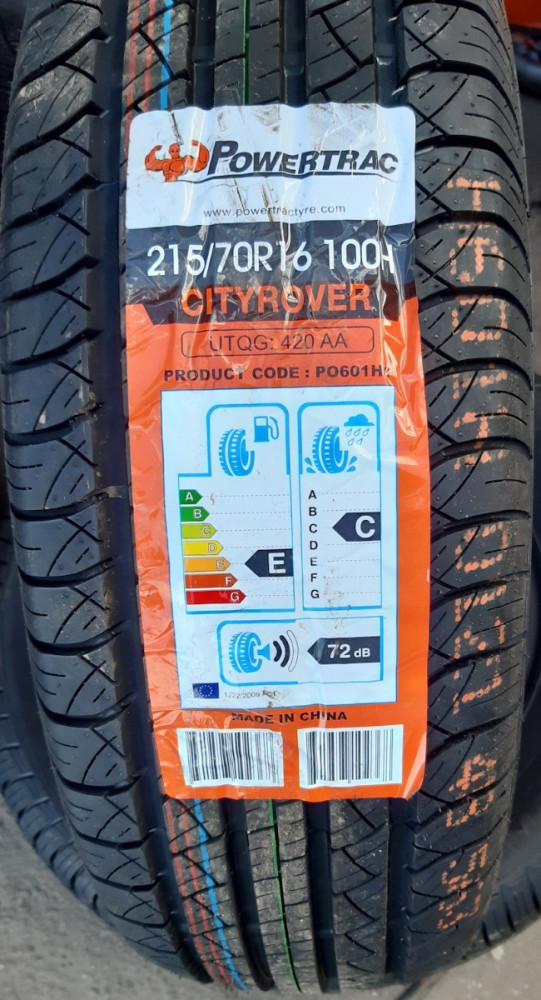 POWERTRAC
www.powertractyre.com
215/70R16 100H
CITYROVER
UTQG: 420 AA
PRODUCT CODE : PO601H
A
B
C
D
E
F
G
E
A
B
C
D
E
F
G
C
72 dB
MADE IN CHINA